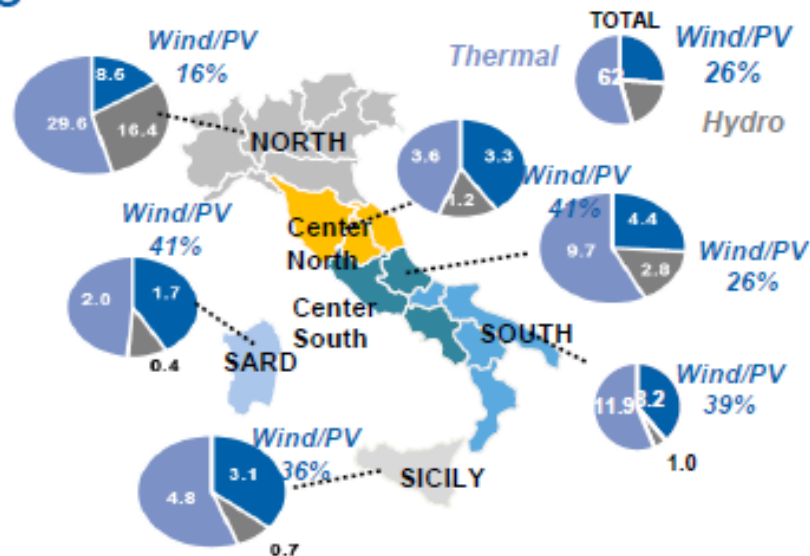 TOTAL
Wind/PV
26%
Thermal
62
Hydro
Wind/PV
16%
8.5
29.6
16.4
NORTH
3.6
3.3
1.2
Wind/PV
41%
Center
North
4.4
9.7
2.8
Wind/PV
26%
Wind/PV
41%
2.0
1.7
0.4
SARD
Center
South
SOUTH
11.9
8.2
1.0
Wind/PV
39%
Wind/PV
36%
3.1
4.8
0.7
SICILY